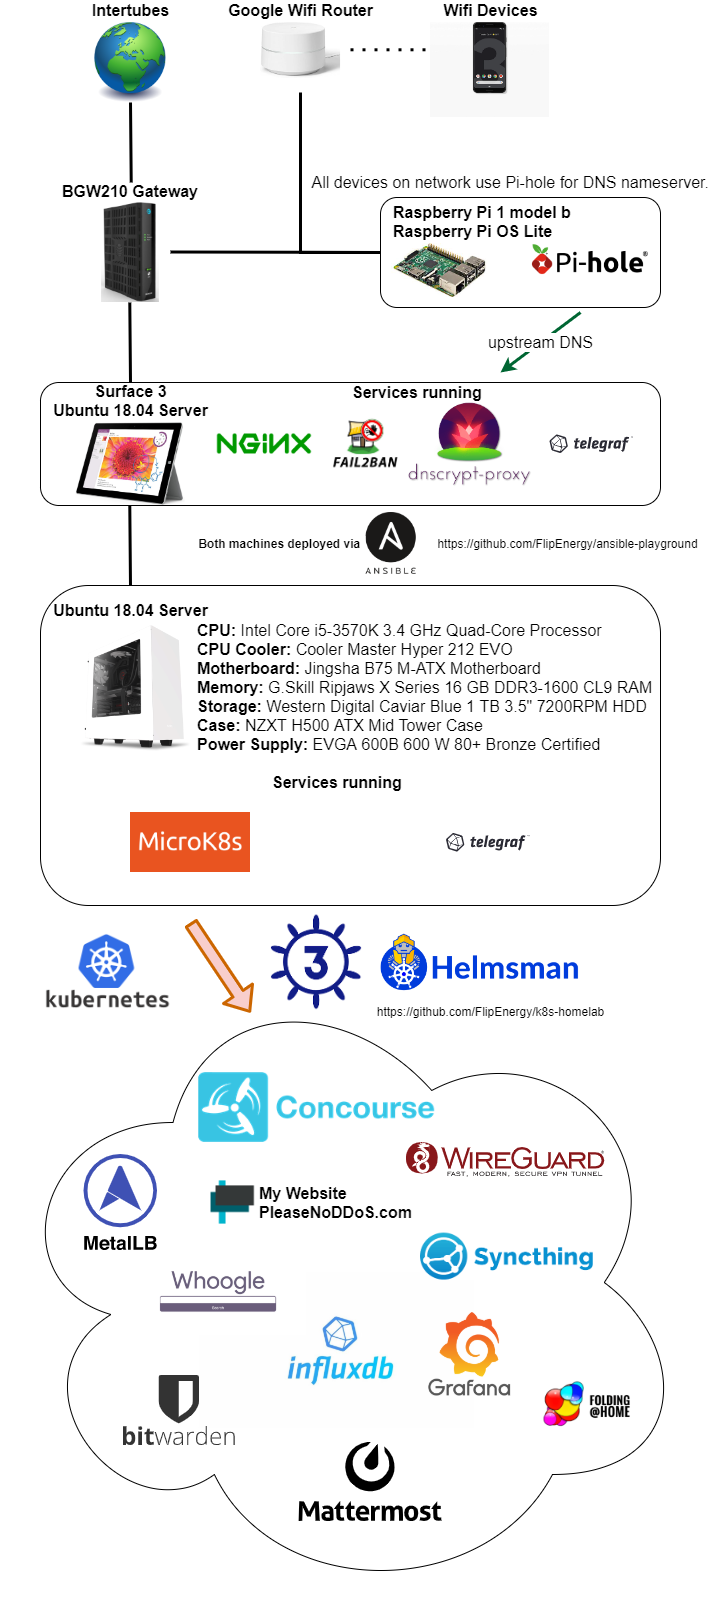 Intertubes
Google Wifi Router
Wifi Devices
BGW210 Gateway
All devices on network use Pi-hole for DNS nameserver.
Raspberry Pi 1 model b
Raspberry Pi OS Lite
Pi-hole®
upstream DNS
Surface 3
Ubuntu 18.04 Server
Services running
NGINX
FAIL2BAN
dnscrypt-proxy
telegraf
Both machines deployed via
ANSIBLE
https://github.com/FlipEnergy/ansible-playground
Ubuntu 18.04 Server
CPU: Intel Core i5-3570K 3.4 GHz Quad-Core Processor
CPU Cooler: Cooler Master Hyper 212 EVO
Motherboard: Jingsha B75 M-ATX Motherboard
Memory: G.Skill Ripjaws X Series 16 GB DDR3-1600 CL9 RAM
Storage: Western Digital Caviar Blue 1 TB 3.5" 7200RPM HDD
Case: NZXT H500 ATX Mid Tower Case
Power Supply: EVGA 600B 600 W 80+ Bronze Certified
Services running
MicroK8s
telegraf
kubernetes
3
Helmsman
https://github.com/FlipEnergy/k8s-homelab
Concourse
WIREGUARD
FAST, MODERN, SECURE VPN TUNNEL
MetalLB
My Website
PleaseNoDDoS.com
Syncthing
Whoogle
influxdb
Grafana
bitwarden
FOLDING
@HOME
Mattermost